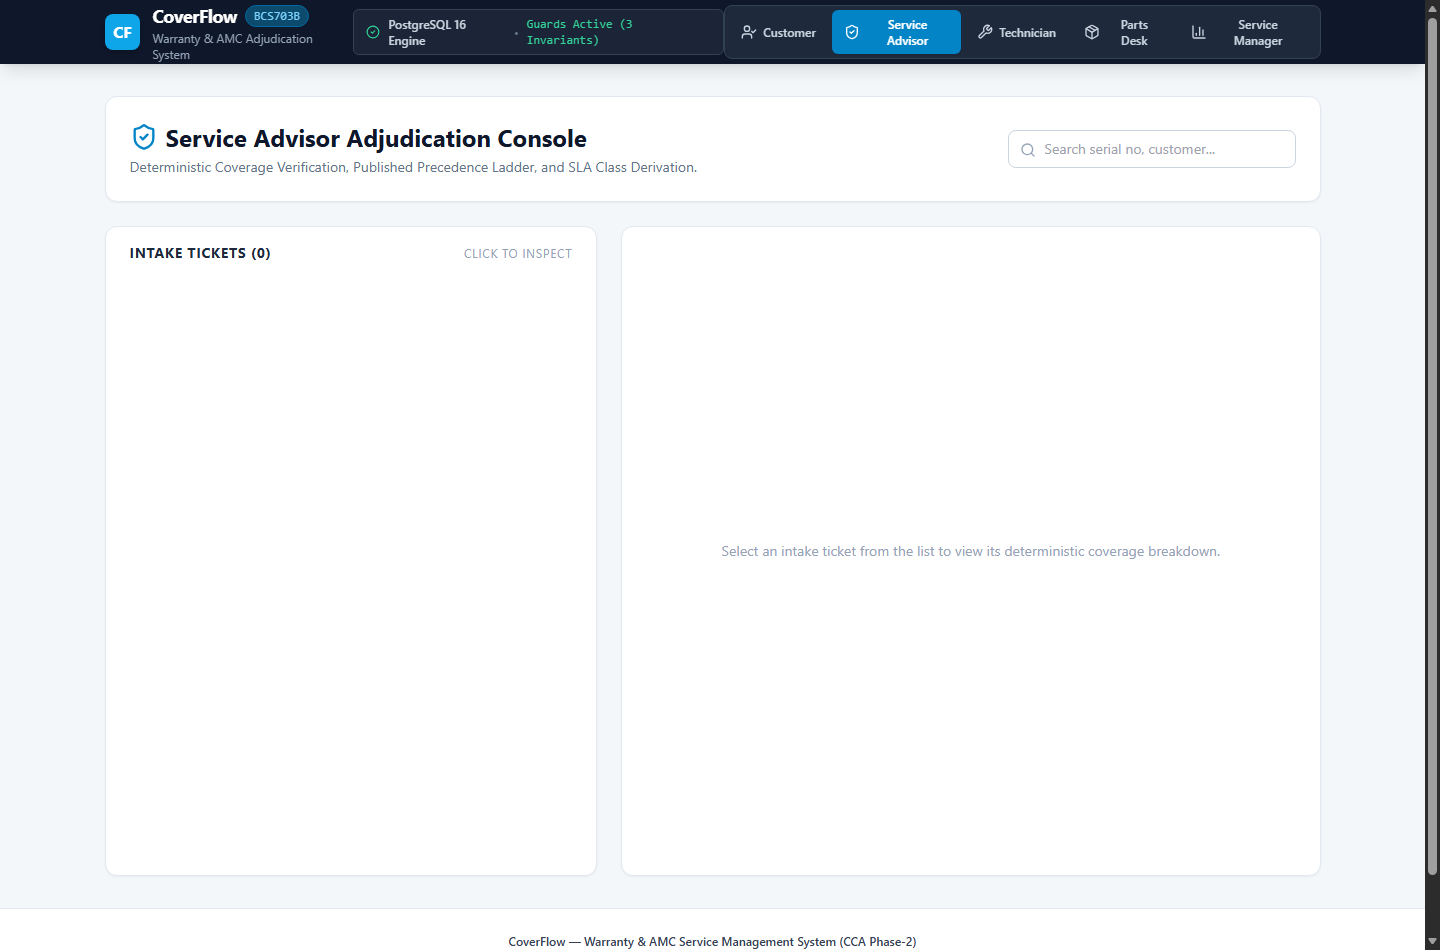 CF
CoverFlow BCS703B
Warranty & AMC Adjudication
System
PostgreSQL 16
Engine
•
Guards Active (3
Invariants)
Customer
Service
Advisor
Technician
Parts
Desk
Service
Manager
Service Advisor Adjudication Console
Deterministic Coverage Verification, Published Precedence Ladder, and SLA Class Derivation.
Search serial no, customer...
INTAKE TICKETS (0)
CLICK TO INSPECT
Select an intake ticket from the list to view its deterministic coverage breakdown.
CoverFlow — Warranty & AMC Service Management System (CCA Phase-2)